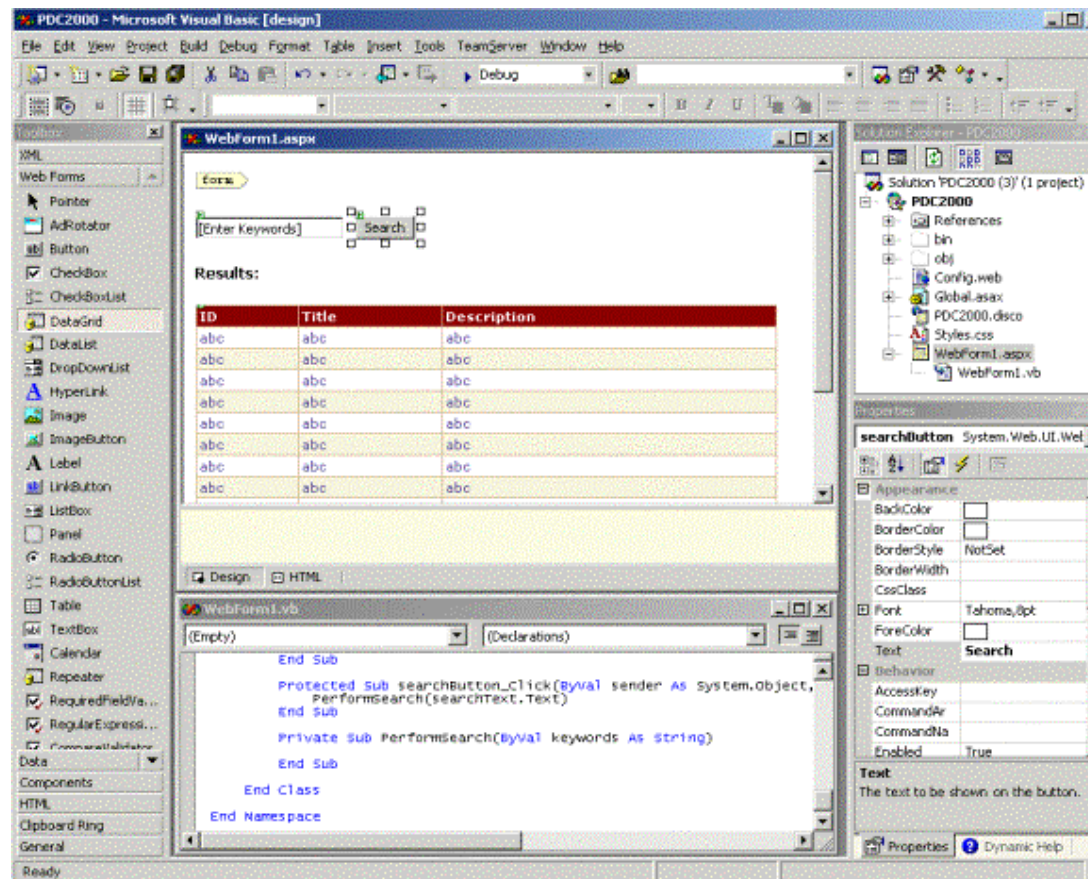 PDC2000 - Microsoft Visual Basic [design]
File Edit View Project Build Debug Format Table Insert Tools TeamServer Window Help
Debug
B I U
Toolbox
XML
Web Forms
Pointer
AdRotator
Button
CheckBox
CheckBoxList
DataGrid
DataList
DropDownList
HyperLink
Image
ImageButton
Label
LinkButton
ListBox
Panel
RadioButton
RadioButtonList
Table
TextBox
Calendar
Repeater
RequiredFieldVa...
RegularExpressi...
CompareValidator
Data
Components
HTML
Clipboard Ring
General
Ready
WebForm1.aspx
form
[Enter Keywords] Search
Results:
ID Title Description
abc abc abc
abc abc abc
abc abc abc
abc abc abc
abc abc abc
abc abc abc
abc abc abc
abc abc abc
Design HTML
WebForm1.vb
(Empty) (Declarations)
End Sub
Protected Sub searchButton_Click(ByVal sender As System.Object,
PerformSearch(searchText.Text)
End Sub
Private Sub PerformSearch(ByVal keywords As String)
End Sub
End Class
End Namespace
Solution Explorer - PDC2000
Solution 'PDC2000 (3)' (1 project)
PDC2000
References
bin
obj
Config.web
Global.asax
PDC2000.disco
Styles.css
WebForm1.aspx
WebForm1.vb
Properties
searchButton System.Web.UI.Wel
Appearance
BackColor
BorderColor
BorderStyle NotSet
BorderWidth
CssClass
Font Tahoma,8pt
ForeColor
Text Search
Behavior
AccessKey
CommandAr
CommandNa
Enabled True
Text
The text to be shown on the button.
Properties Dynamic Help